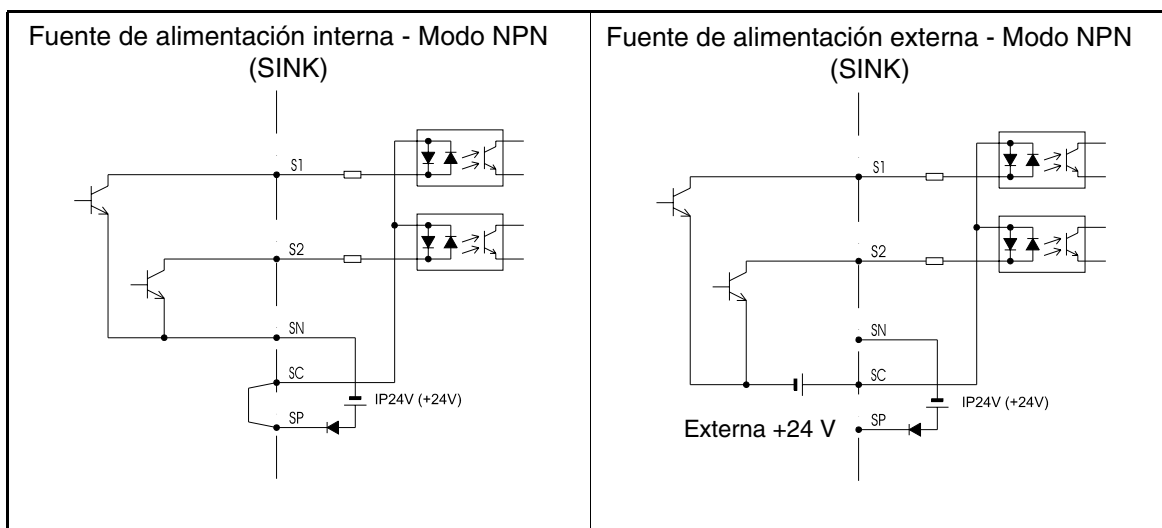 Fuente de alimentación interna - Modo NPN
(SINK)
S1
S2
SN
SC
IP24V (+24V)
SP
Fuente de alimentación externa - Modo NPN
(SINK)
S1
S2
SN
SC
IP24V (+24V)
SP
Externa +24 V